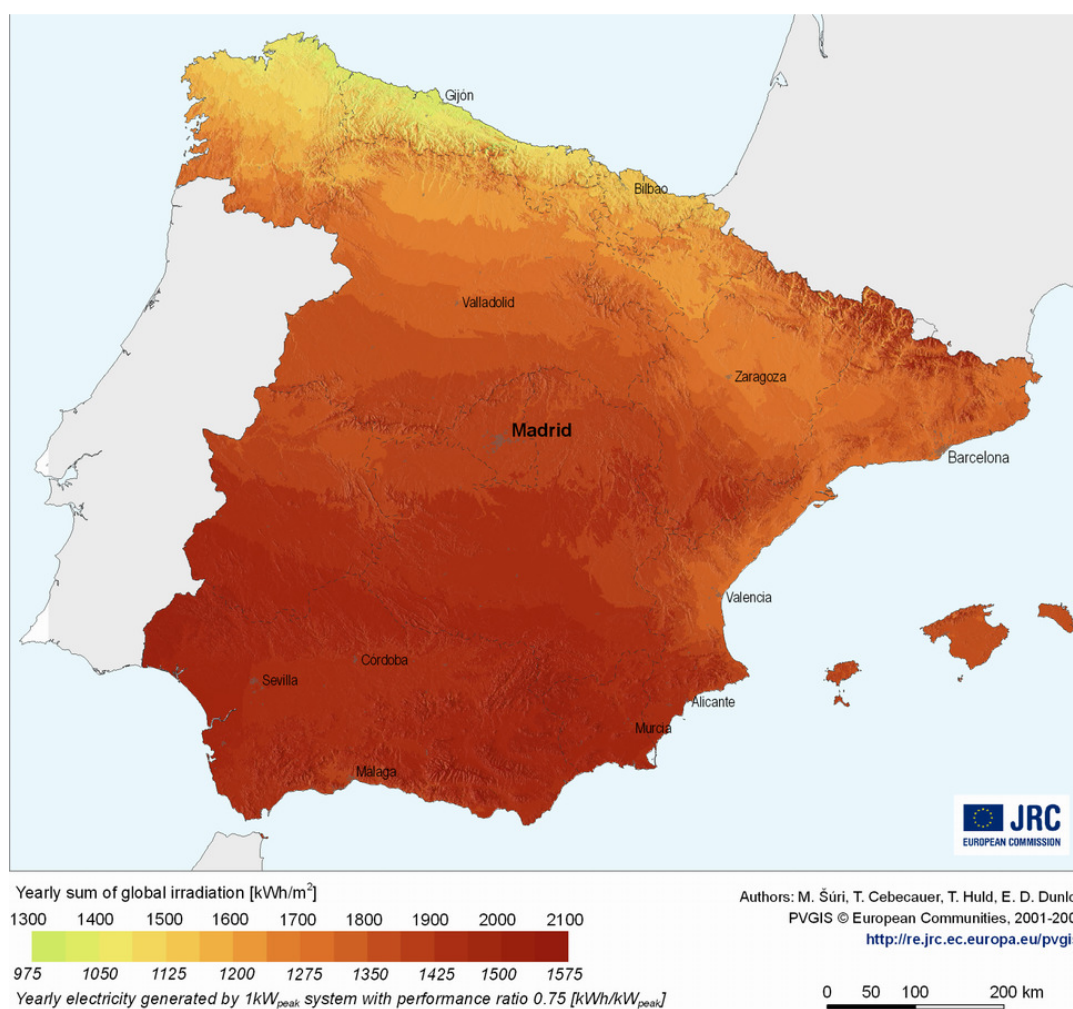 Gijón
Bilbao
Valladolid
Zaragoza
Madrid
Barcelona
Valencia
Córdoba
Sevilla
Alicante
Murcia
Málaga
JRC
EUROPEAN COMMISSION
Yearly sum of global irradiation [kWh/m²]
1300 1400 1500 1600 1700 1800 1900 2000 2100
975 1050 1125 1200 1275 1350 1425 1500 1575
Yearly electricity generated by 1kWpeak system with performance ratio 0.75 [kWh/kWpeak]
Authors: M. Šúri, T. Cebecauer, T. Huld, E. D. Dunlo
PVGIS © European Communities, 2001-200
http://re.jrc.ec.europa.eu/pvgis
0 50 100 200 km